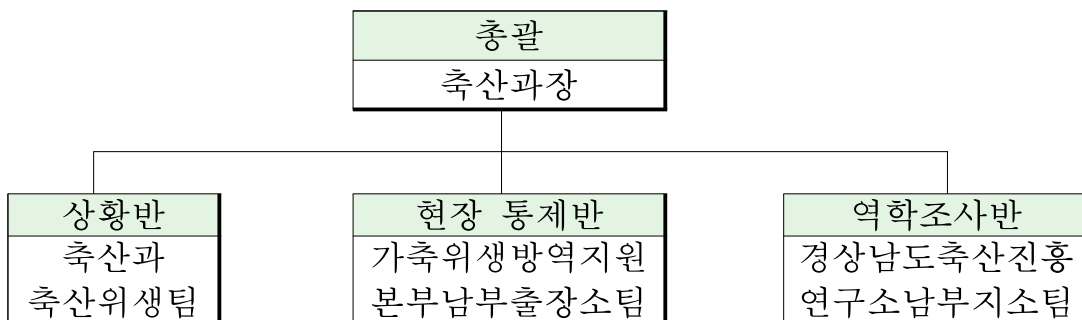 총괄
축산과장
상황반
축산과
축산위생팀
현장 통제반
가축위생방역지원
본부남부출장소팀
역학조사반
경상남도축산진흥
연구소남부지소팀